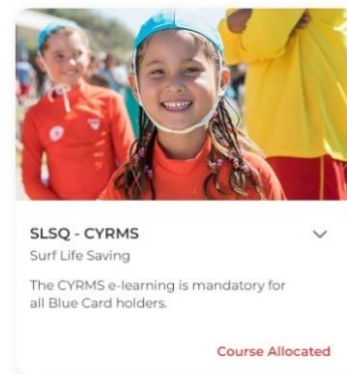 SLSQ - CYRMS
Surf Life Saving
The CYRMS e-learning is mandatory for
all Blue Card holders.
Course Allocated